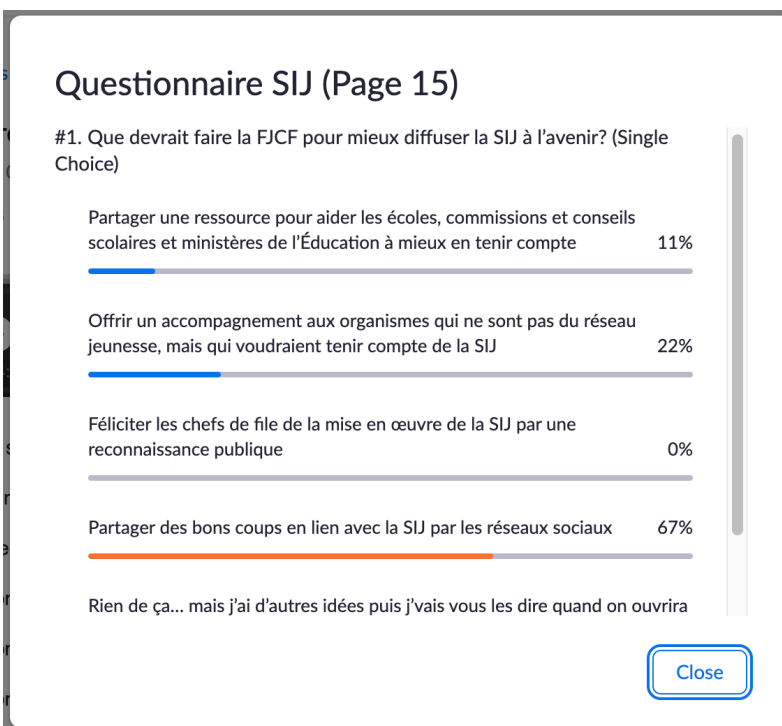 Questionnaire SIJ (Page 15)
#1. Que devrait faire la FJCF pour mieux diffuser la SIJ à l’avenir? (Single
Choice)
Partager une ressource pour aider les écoles, commissions et conseils
scolaires et ministères de l’Éducation à mieux en tenir compte 11%
Offrir un accompagnement aux organismes qui ne sont pas du réseau
jeunesse, mais qui voudraient tenir compte de la SIJ 22%
Féliciter les chefs de file de la mise en œuvre de la SIJ par une
reconnaissance publique 0%
Partager des bons coups en lien avec la SIJ par les réseaux sociaux 67%
Rien de ça... mais j’ai d’autres idées puis j’vais vous les dire quand on ouvrira
Close